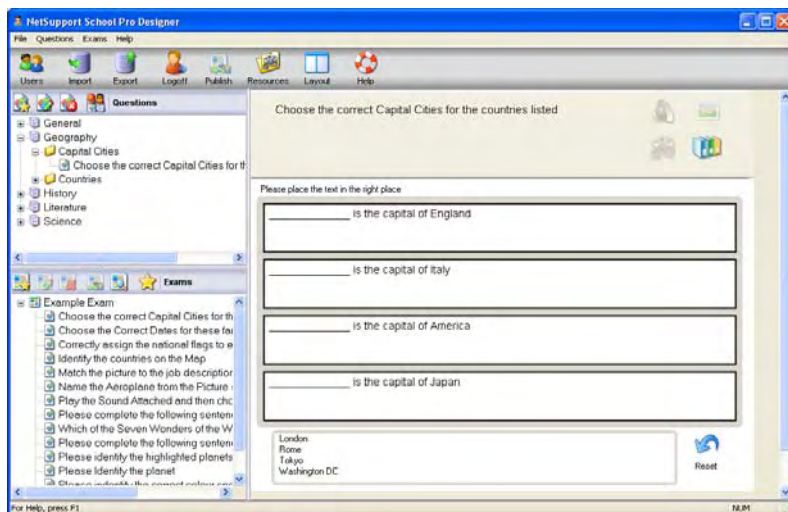 NetSupport School Pro Designer
File Questions Exams Help
Users Import Export Logoff Publish Resources Layout Help
Questions
General
Geography
Capital Cities
Choose the correct Capital Cities for th
Countries
History
Literature
Science
Exams
Example Exam
Choose the correct Capital Cities for th
Choose the Correct Dates for these fa
Correctly assign the national flags to e
Identify the countries on the Map
Match the picture to the job description
Name the Aeroplane from the Picture
Play the Sound Attached and then cho
Please complete the following senten
Which of the Seven Wonders of the W
Please complete the following senten
Please identify the highlighted planets
Please Identify the planet
Choose the correct Capital Cities for the countries listed
Please place the text in the right place
____________ is the capital of England
____________ is the capital of Italy
____________ is the capital of America
____________ is the capital of Japan
London
Rome
Tokyo
Washington DC
Reset
For Help, press F1
NUM